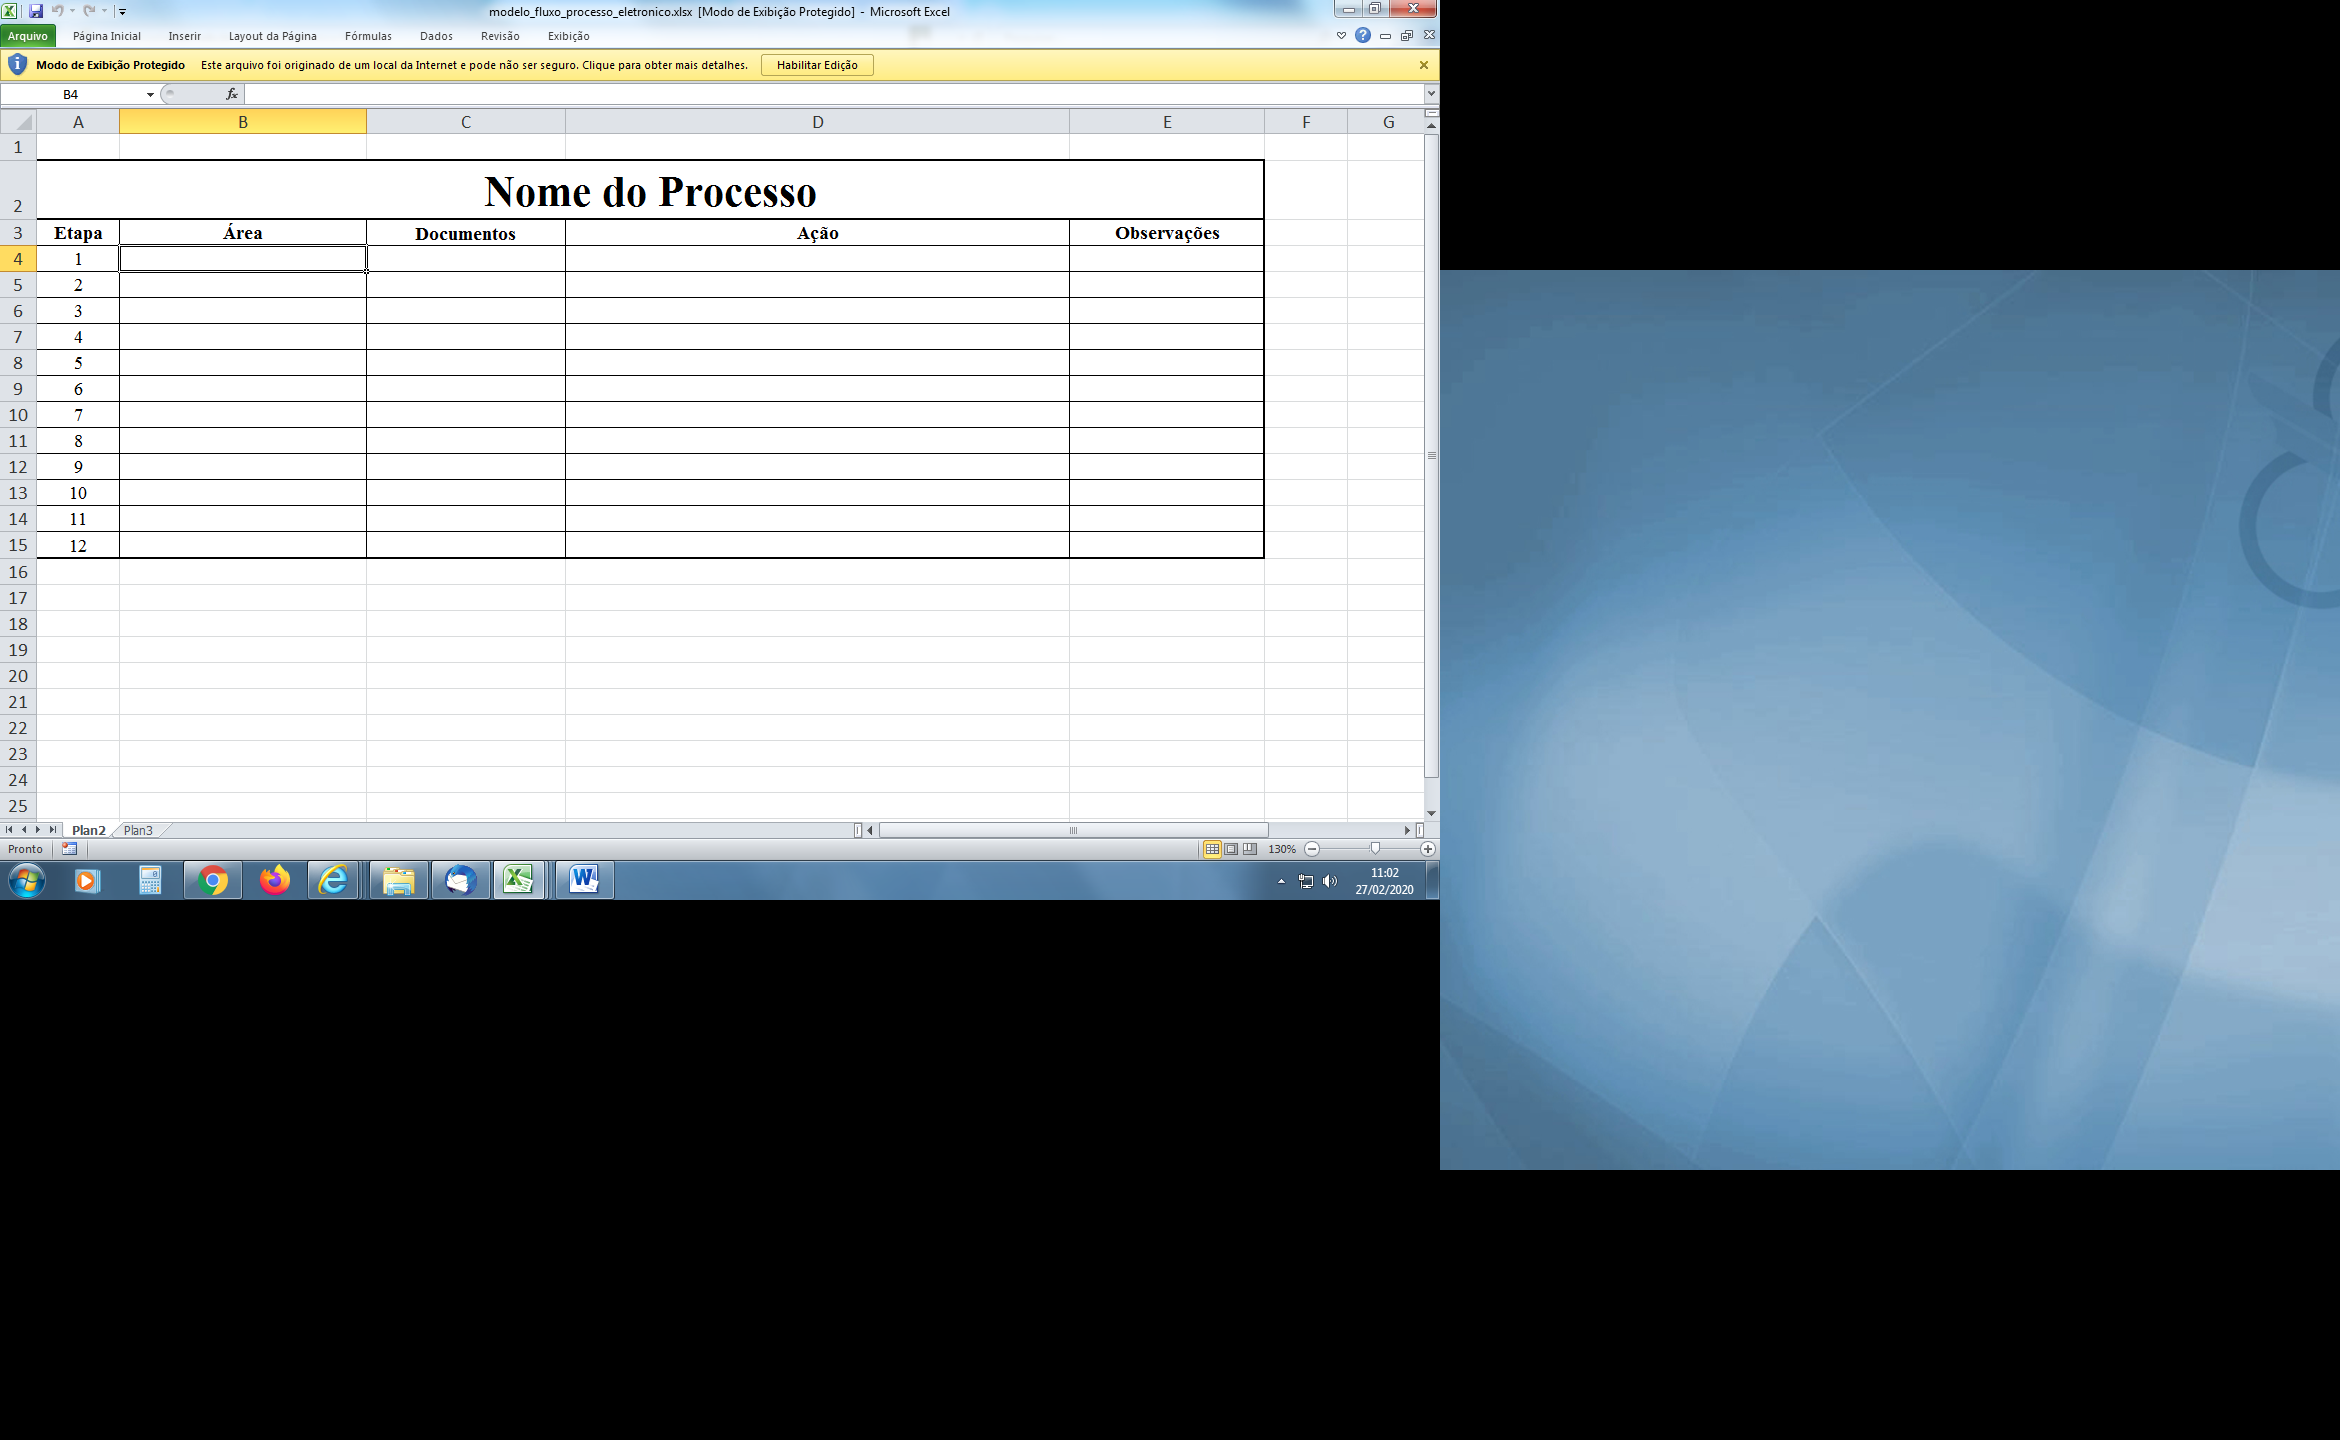 modelo_fluxo_processo_eletronico.xlsx [Modo de Exibição Protegido] - Microsoft Excel
Arquivo Página Inicial Inserir Layout da Página Fórmulas Dados Revisão Exibição
Modo de Exibição Protegido Este arquivo foi originado de um local da Internet e pode não ser seguro. Clique para obter mais detalhes. Habilitar Edição
B4 fx
A B C D E F G
1
2 Nome do Processo
3 Etapa Área Documentos Ação Observações
4 1
5 2
6 3
7 4
8 5
9 6
10 7
11 8
12 9
13 10
14 11
15 12
16
17
18
19
20
21
22
23
24
25
Plan2 Plan3
Pronto 130%
11:02
27/02/2020